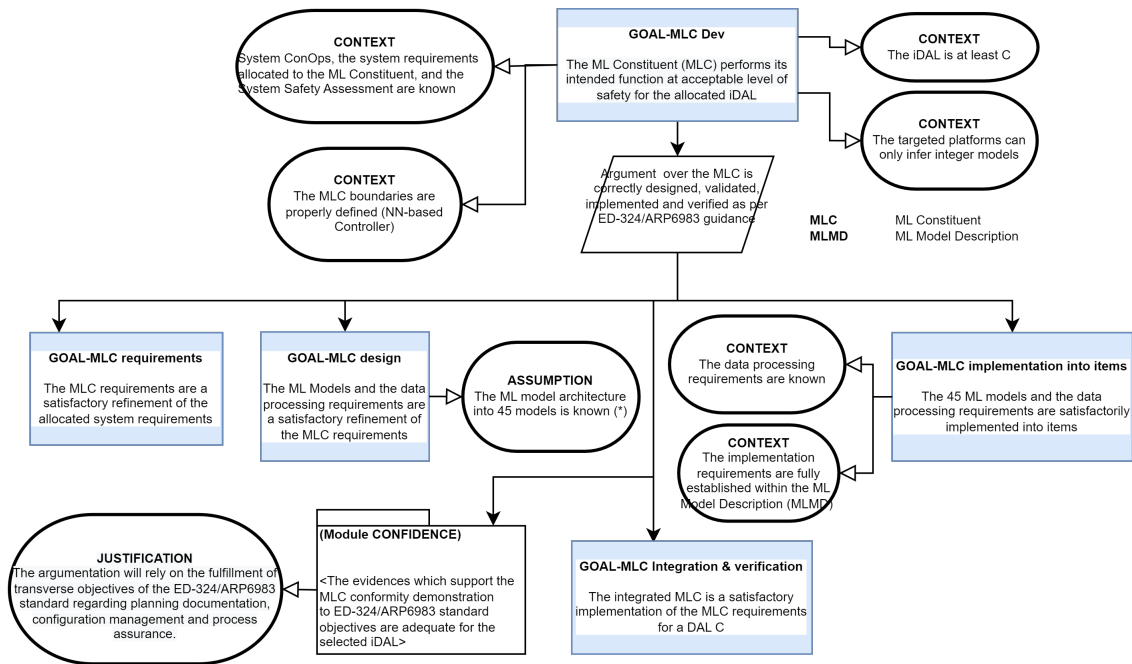 CONTEXT
System ConOps, the system requirements
allocated to the ML Constituent, and the
System Safety Assessment are known
GOAL-MLC Dev
The ML Constituent (MLC) performs its
intended function at acceptable level of
safety for the allocated iDAL
CONTEXT
The iDAL is at least C
CONTEXT
The targeted platforms can
only infer integer models
CONTEXT
The MLC boundaries are
properly defined (NN-based
Controller)
Argument over the MLC is
correctly designed, validated,
implemented and verified as per
ED-324/ARP6983 guidance
MLC ML Constituent
MLMD ML Model Description
GOAL-MLC requirements
The MLC requirements are a
satisfactory refinement of the
allocated system requirements
GOAL-MLC design
The ML Models and the data
processing requirements are
a satisfactory refinement of
the MLC requirements
ASSUMPTION
The ML model architecture
into 45 models is known (*)
CONTEXT
The data processing
requirements are known
CONTEXT
The implementation
requirements are fully
established within the ML
Model Description (MLMD)
GOAL-MLC implementation into items
The 45 ML models and the data
processing requirements are satisfactorily
implemented into items
JUSTIFICATION
The argumentation will rely on the fulfillment of
transverse objectives of the ED-324/ARP6983
standard regarding planning documentation,
configuration management and process
assurance.
(Module CONFIDENCE)
<The evidences which support the
MLC conformity demonstration
to ED-324/ARP6983 standard
objectives are adequate for the
selected iDAL>
GOAL-MLC Integration & verification
The integrated MLC is a satisfactory
implementation of the MLC requirements
for a DAL C